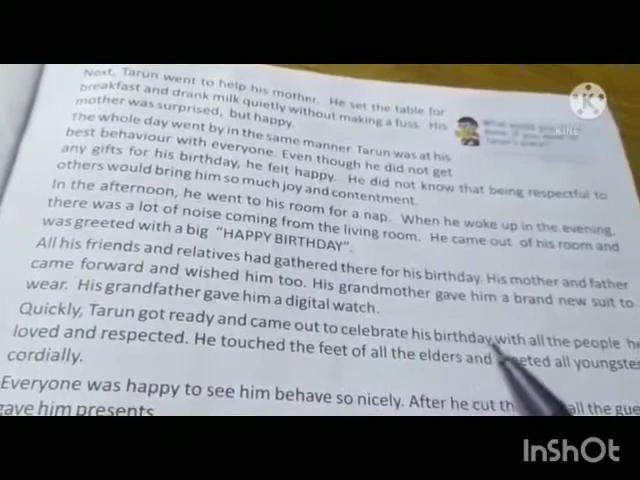 Next, Tarun went to help his mother. He set the table for
breakfast and drank milk quietly without making a fuss. His
mother was surprised, but happy.
The whole day went by in the same manner. Tarun was at his
best behaviour with everyone. Even though he did not get
any gifts for his birthday, he felt happy. He did not know that being respectful to
others would bring him so much joy and contentment.
In the afternoon, he went to his room for a nap. When he woke up in the evening,
there was a lot of noise coming from the living room. He came out of his room and
was greeted with a big "HAPPY BIRTHDAY".
All his friends and relatives had gathered there for his birthday. His mother and father
came forward and wished him too. His grandmother gave him a brand new suit to
wear. His grandfather gave him a digital watch.
Quickly, Tarun got ready and came out to celebrate his birthday with all the people he
loved and respected. He touched the feet of all the elders and all youngste
cordially.
Everyone was happy to see him behave so nicely. After he cut all the gue
gave him presents
K
KING
InShOt